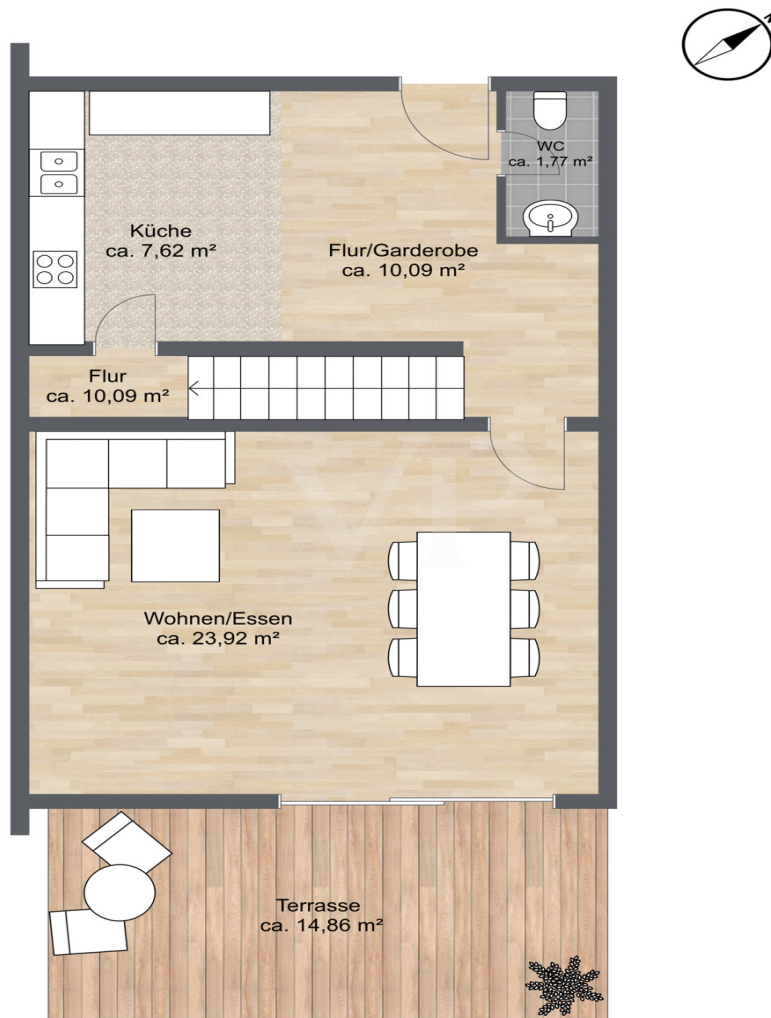 WC
ca. 1,77 m²
Küche
ca. 7,62 m²
Flur/Garderobe
ca. 10,09 m²
Flur
ca. 10,09 m²
VP
Wohnen/Essen
ca. 23,92 m²
Terrasse
ca. 14,86 m²